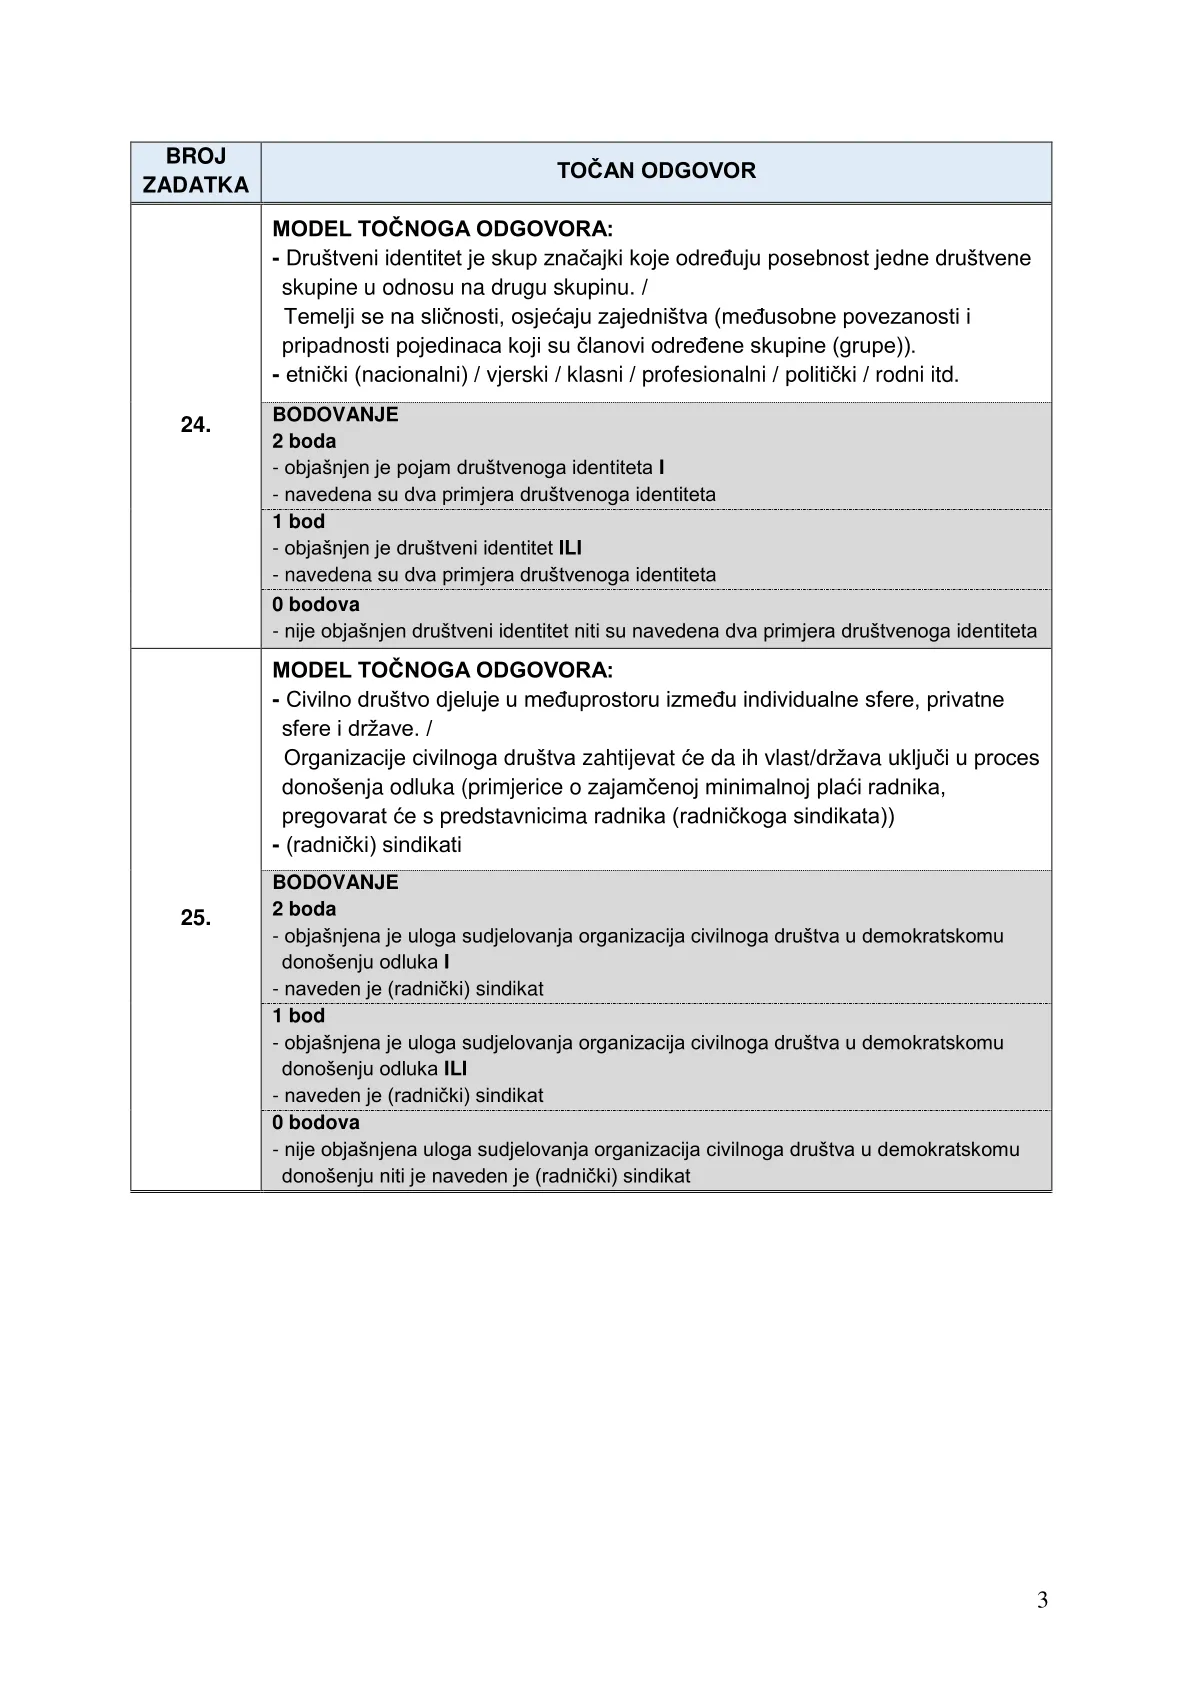 BROJ
ZADATKA
TOČAN ODGOVOR
24.
MODEL TOČNOGA ODGOVORA:
- Društveni identitet je skup značajki koje određuju posebnost jedne društvene
skupine u odnosu na drugu skupinu. /
Temelji se na sličnosti, osjećaju zajedništva (međusobne povezanosti i
pripadnosti pojedinaca koji su članovi određene skupine (grupe)).
- etnički (nacionalni) / vjerski / klasni / profesionalni / politički / rodni itd.
BODOVANJE
2 boda
- objašnjen je pojam društvenoga identiteta I
- navedena su dva primjera društvenoga identiteta
1 bod
- objašnjen je društveni identitet ILI
- navedena su dva primjera društvenoga identiteta
0 bodova
- nije objašnjen društveni identitet niti su navedena dva primjera društvenoga identiteta
25.
MODEL TOČNOGA ODGOVORA:
- Civilno društvo djeluje u međuprostoru između individualne sfere, privatne
sfere i države. /
Organizacije civilnoga društva zahtijevat će da ih vlast/država uključi u proces
donošenja odluka (primjerice o zajamčenoj minimalnoj plaći radnika,
pregovarat će s predstavnicima radnika (radničkoga sindikata))
- (radnički) sindikati
BODOVANJE
2 boda
- objašnjena je uloga sudjelovanja organizacija civilnoga društva u demokratskomu
donošenju odluka I
- naveden je (radnički) sindikat
1 bod
- objašnjena je uloga sudjelovanja organizacija civilnoga društva u demokratskomu
donošenju odluka ILI
- naveden je (radnički) sindikat
0 bodova
- nije objašnjena uloga sudjelovanja organizacija civilnoga društva u demokratskomu
donošenju niti je naveden je (radnički) sindikat
3